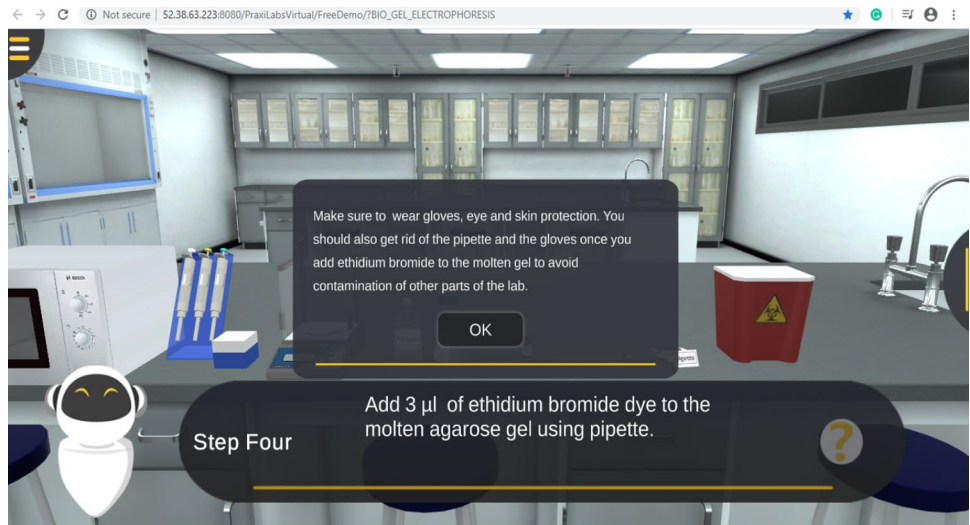 Not secure | 52.38.63.223:8080/PraxiLabsVirtual/FreeDemo/?BIO_GEL_ELECTROPHORESIS
Make sure to wear gloves, eye and skin protection. You
should also get rid of the pipette and the gloves once you
add ethidium bromide to the molten gel to avoid
contamination of other parts of the lab.
OK
BOSCH
Add 3 µl of ethidium bromide dye to the
molten agarose gel using pipette.
Step Four
?